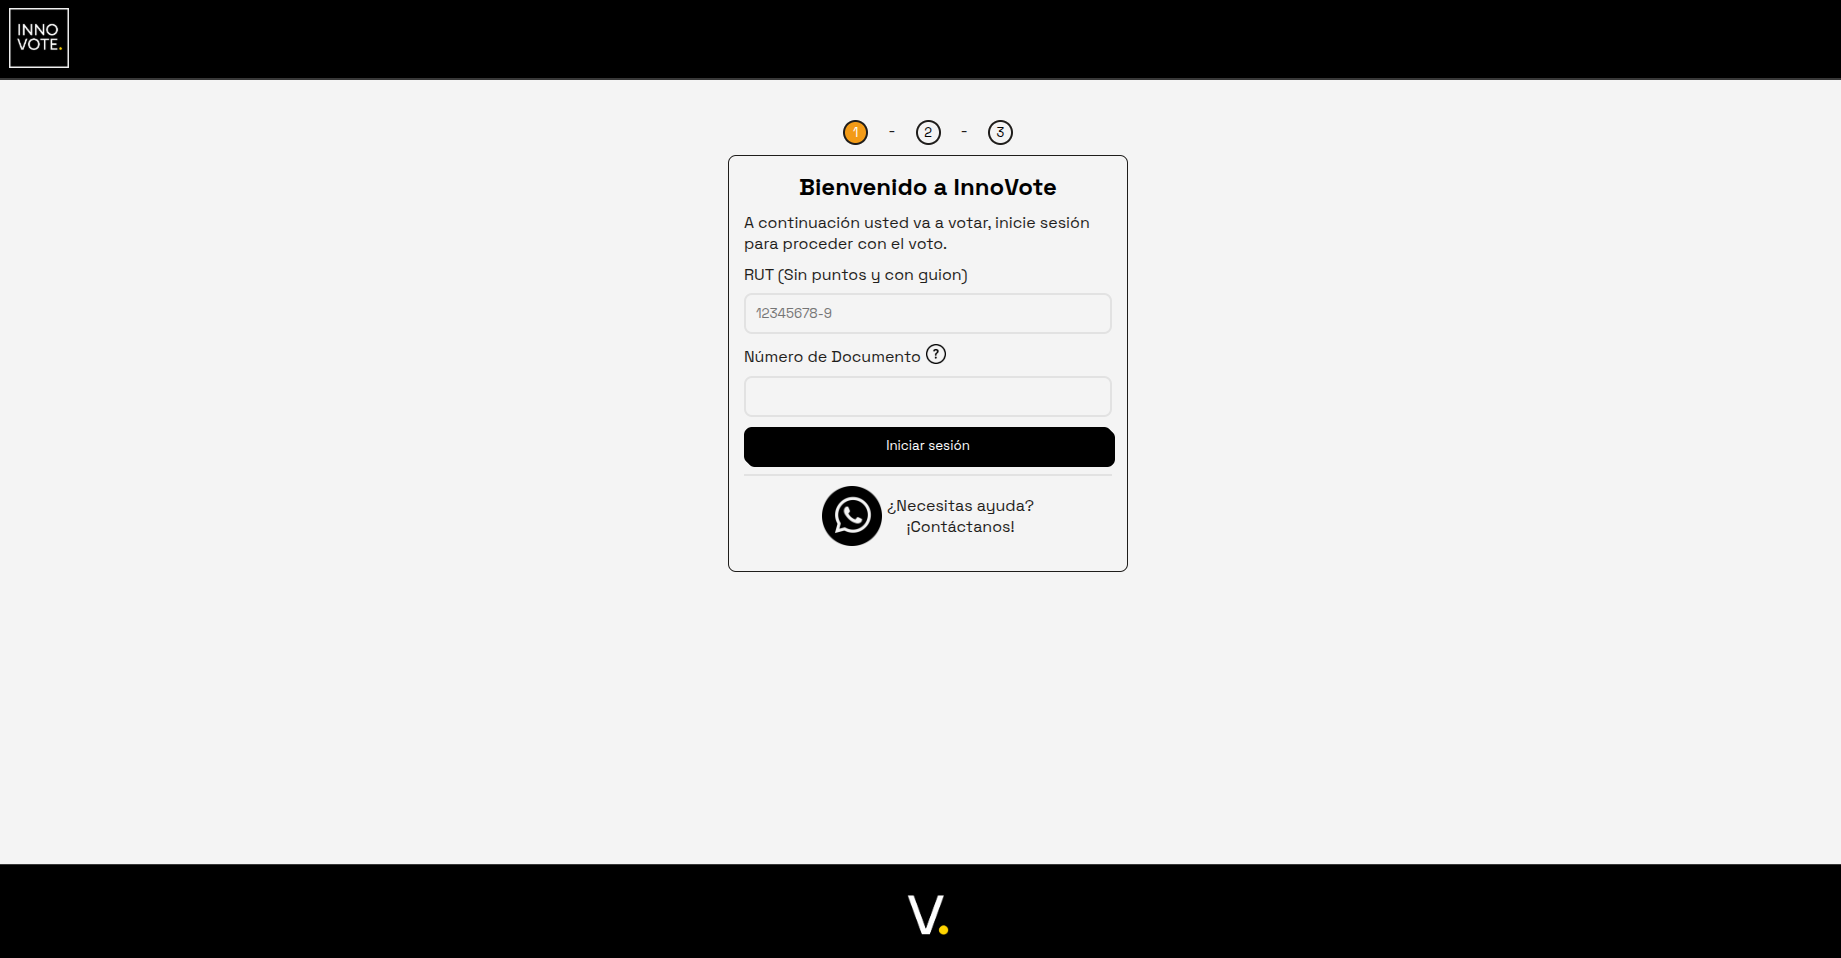 INNO
VOTE.
1 - 2 - 3
Bienvenido a InnoVote
A continuación usted va a votar, inicie sesión
para proceder con el voto.
RUT (Sin puntos y con guion)
12345678-9
Número de Documento ?
Iniciar sesión
¿Necesitas ayuda?
¡Contáctanos!
V.